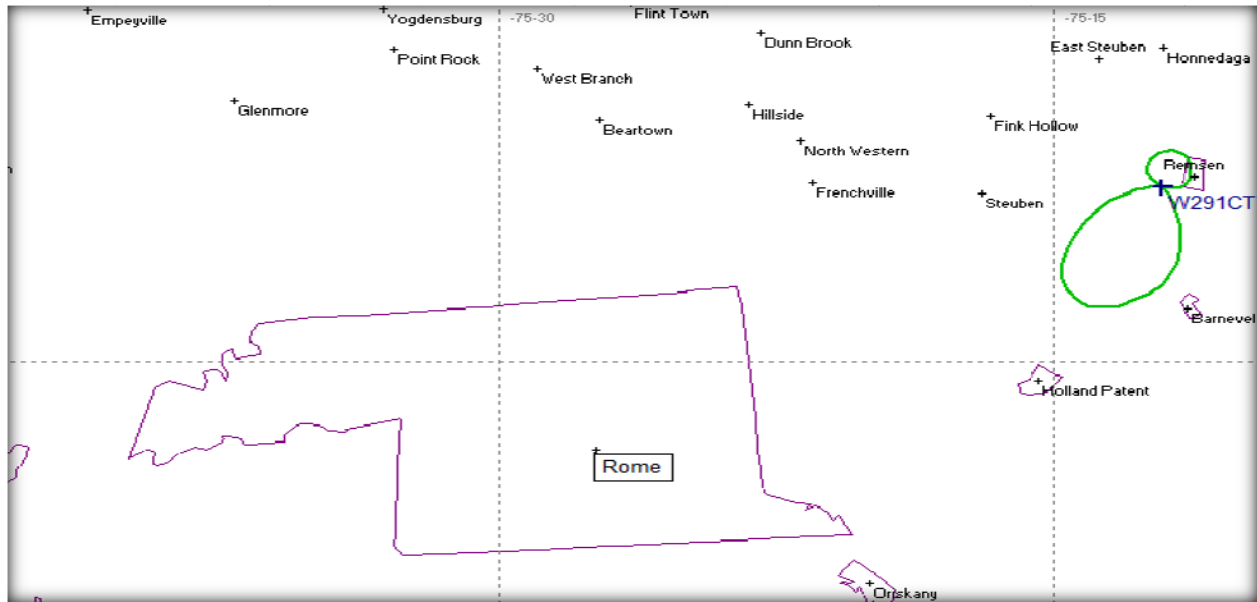 Empeyville
Yogdensburg
-75-30
Flint Town
-75-15
Point Rock
Dunn Brook
East Steuben
Honnedaga
West Branch
Glenmore
Beartown
Hillside
Fink Hollow
North Western
Remsen
Frenchville
Steuben
W291CT
Barnevel
Holland Patent
Rome
Oriskany